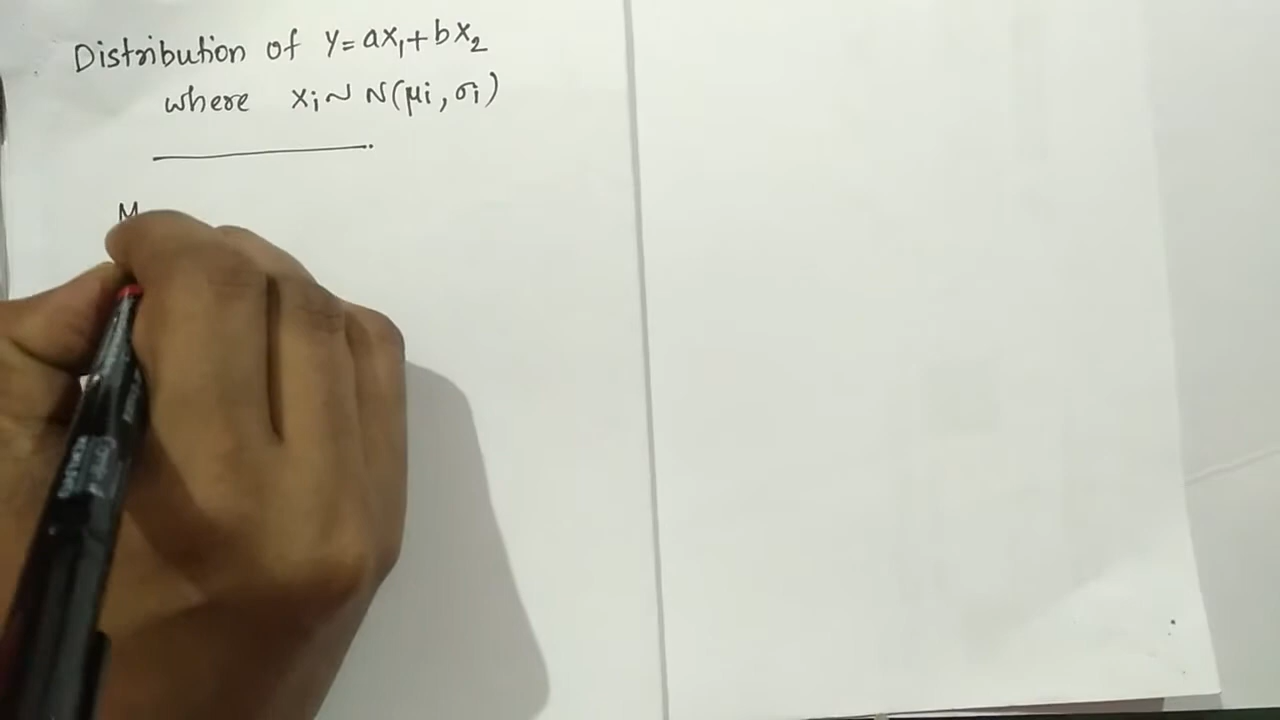 Distribution of Y=ax₁+bx₂
where xᵢ~N(μᵢ,σᵢ)
M